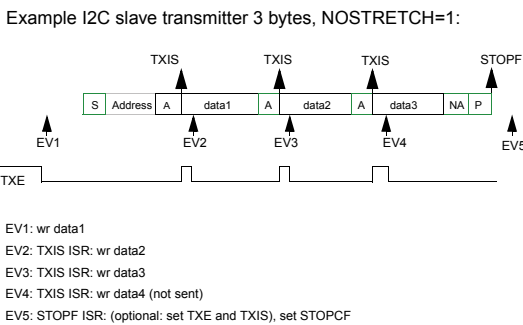 Example I2C slave transmitter 3 bytes, NOSTRETCH=1:
TXIS TXIS TXIS STOPF
S Address A data1 A data2 A data3 NA P
EV1 EV2 EV3 EV4 EV5
TXE
EV1: wr data1
EV2: TXIS ISR: wr data2
EV3: TXIS ISR: wr data3
EV4: TXIS ISR: wr data4 (not sent)
EV5: STOPF ISR: (optional: set TXE and TXIS), set STOPCF